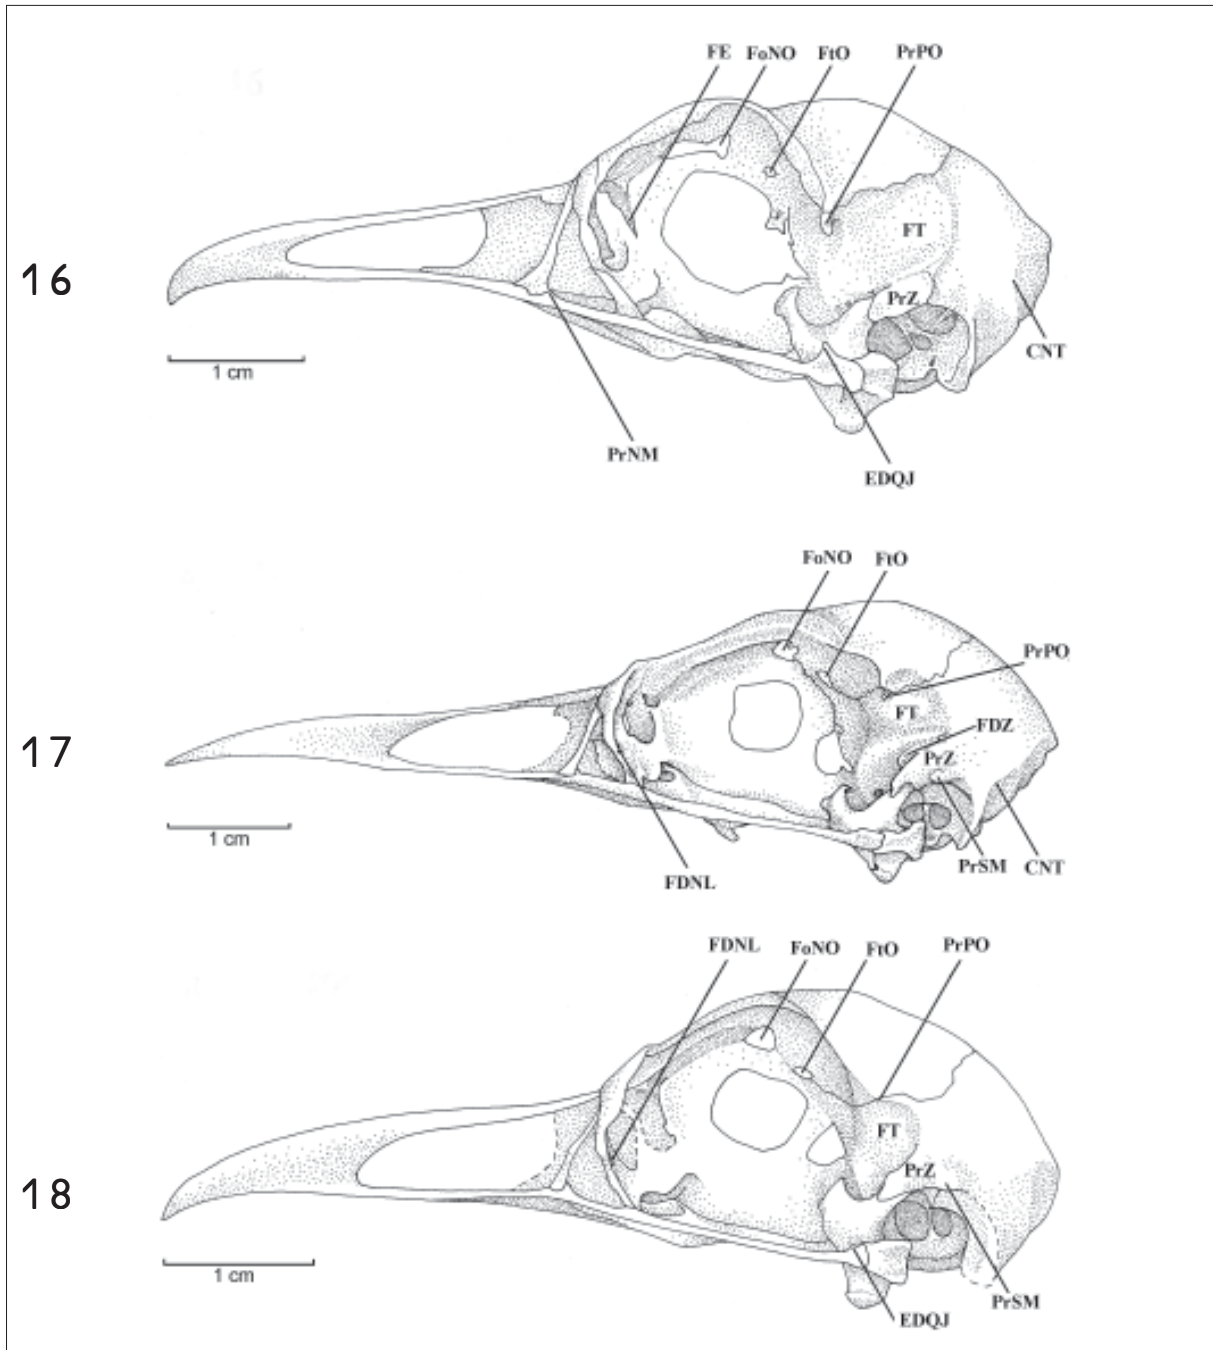 FE FoNO FtO PrPO
FT
16
PrZ
CNT
1 cm
PrNM
EDQJ
FoNO FtO
PrPO
FT
FDZ
17
PrZ
1 cm
PrSM CNT
FDNL
FDNL FoNO FtO PrPO
FT
PrZ
18
1 cm
PrSM
EDQJ